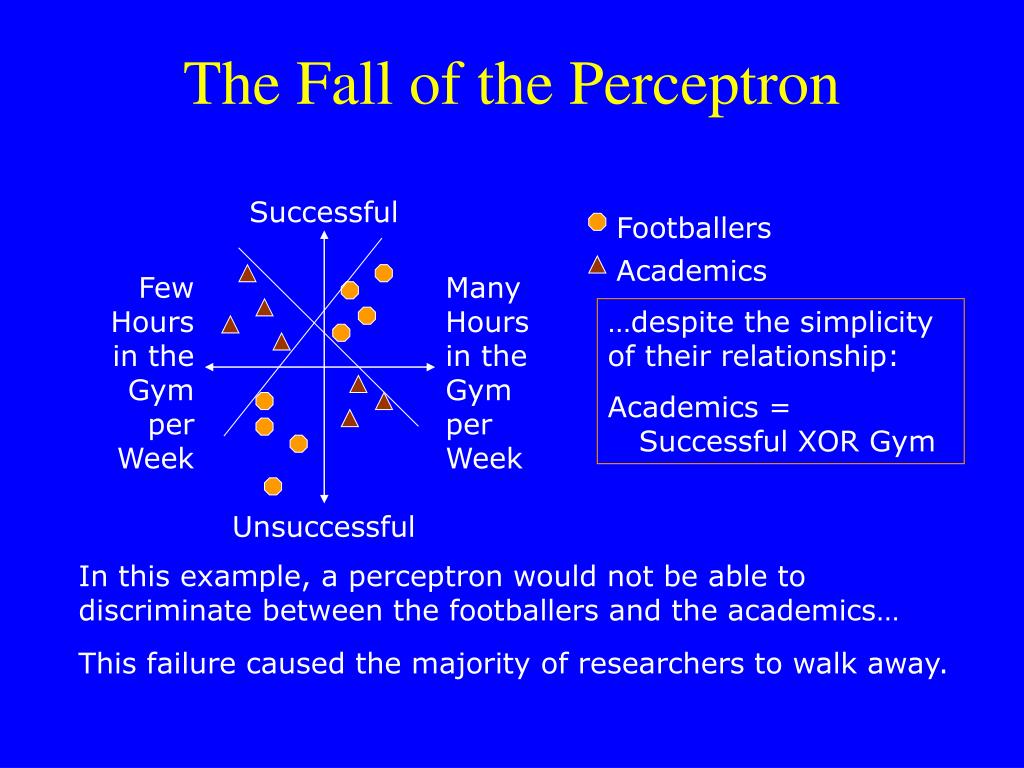 The Fall of the Perceptron
Successful
Few
Hours
in the
Gym
per
Week
Many
Hours
in the
Gym
per
Week
Unsuccessful
Footballers
Academics
…despite the simplicity
of their relationship:
Academics =
Successful XOR Gym
In this example, a perceptron would not be able to
discriminate between the footballers and the academics…
This failure caused the majority of researchers to walk away.